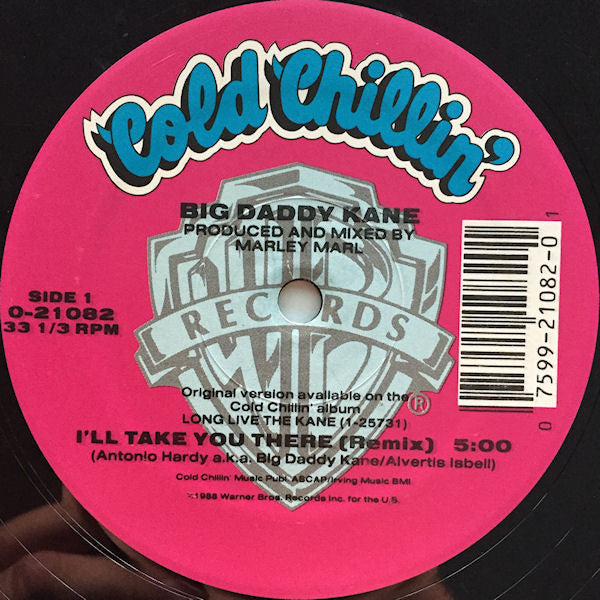 Cold Chillin'
BIG DADDY KANE
PRODUCED AND MIXED BY
MARLEY MARL
SIDE 1
0-21082
33 1/3 RPM
RECORDS
®
0 7599-21082-0 1
Original version available on the
Cold Chillin' album
LONG LIVE THE KANE (1-25731)
I'LL TAKE YOU THERE (Remix) 5:00
(Antonio Hardy a.k.a. Big Daddy Kane/Alvertis Isbell)
Cold Chillin' Music Publ. ASCAP/Irving Music BMI
℗1988 Warner Bros. Records Inc. for the U.S.